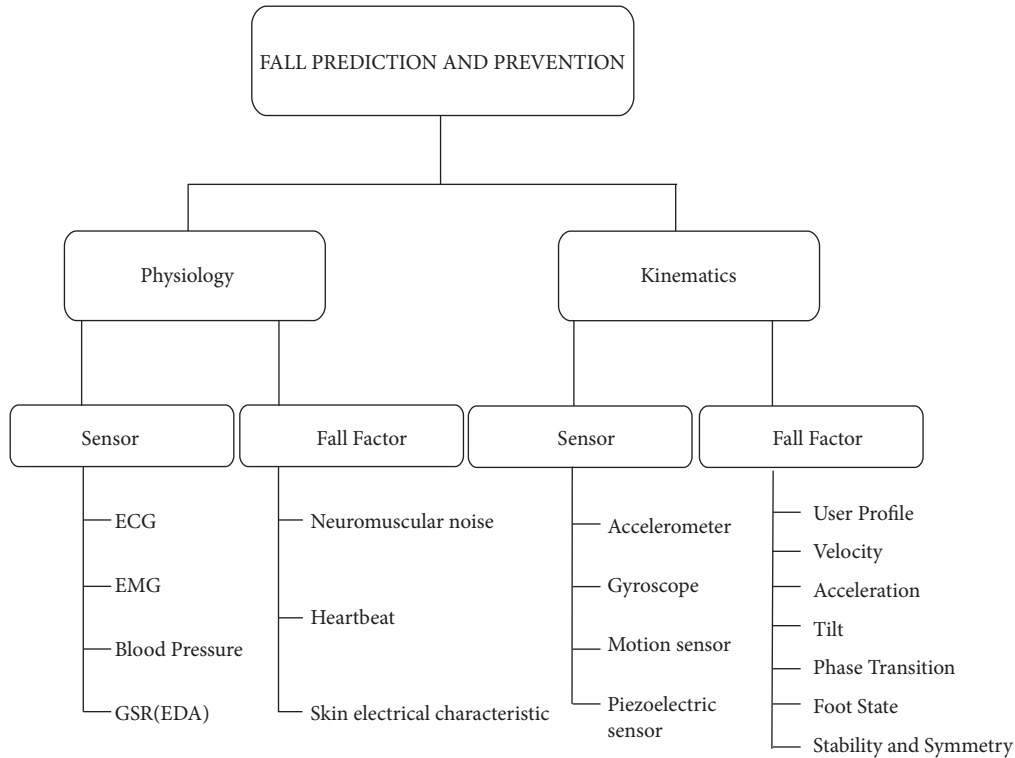 FALL PREDICTION AND PREVENTION
Physiology
Kinematics
Sensor
Fall Factor
Sensor
Fall Factor
ECG
EMG
Blood Pressure
GSR(EDA)
Neuromuscular noise
Heartbeat
Skin electrical characteristic
Accelerometer
Gyroscope
Motion sensor
Piezoelectric
sensor
User Profile
Velocity
Acceleration
Tilt
Phase Transition
Foot State
Stability and Symmetry